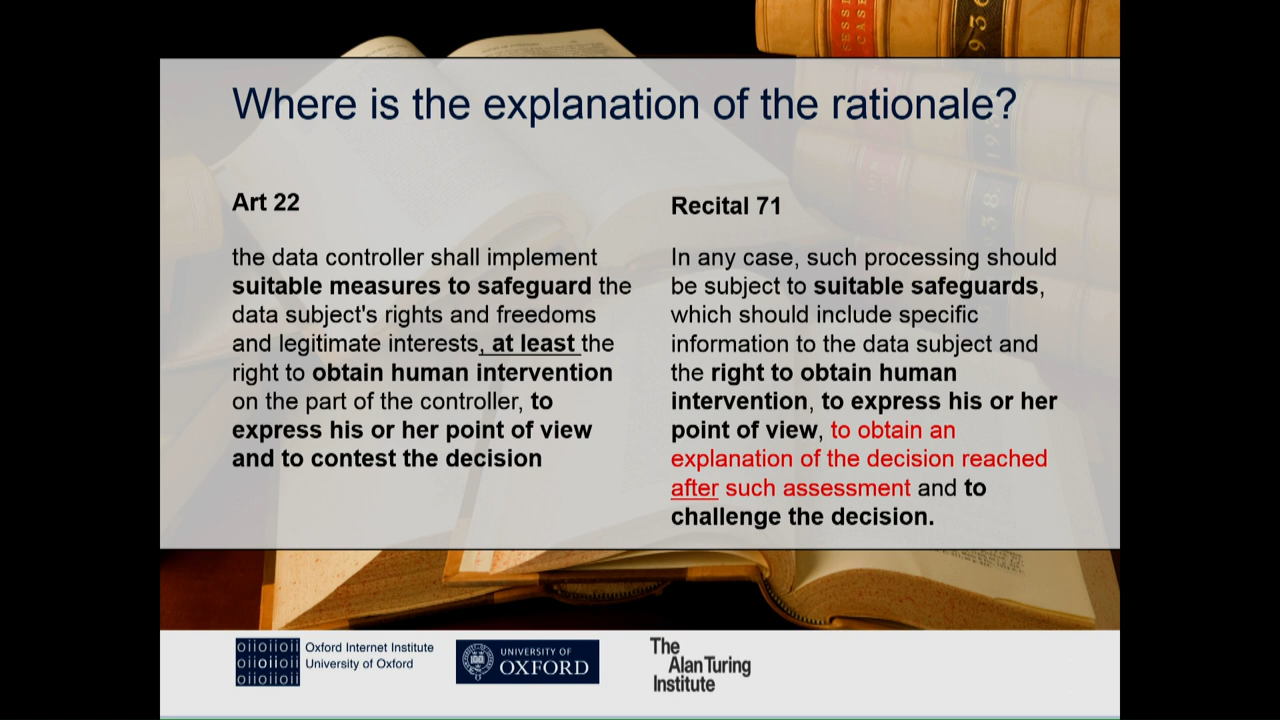 Where is the explanation of the rationale?
Art 22
the data controller shall implement
suitable measures to safeguard the
data subject's rights and freedoms
and legitimate interests, at least the
right to obtain human intervention
on the part of the controller, to
express his or her point of view
and to contest the decision
Recital 71
In any case, such processing should
be subject to suitable safeguards,
which should include specific
information to the data subject and
the right to obtain human
intervention, to express his or her
point of view, to obtain an
explanation of the decision reached
after such assessment and to
challenge the decision.
oiioiioii
oiioiioii
oiioiioii
Oxford Internet Institute
University of Oxford
UNIVERSITY OF
OXFORD
The
Alan Turing
Institute